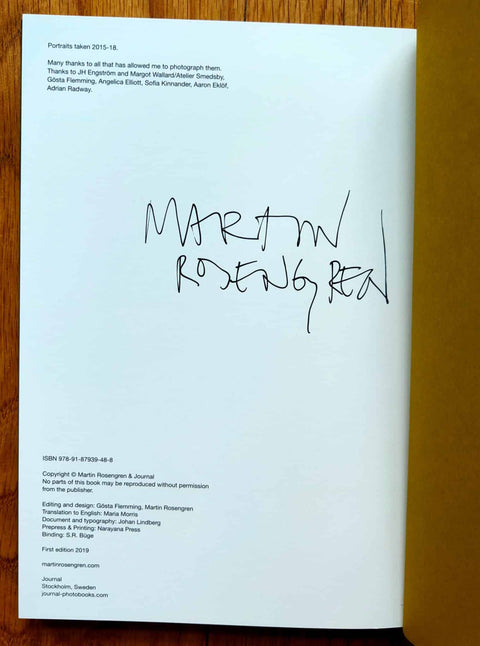 Portraits taken 2015-18.
Many thanks to all that has allowed me to photograph them.
Thanks to JH Engström and Margot Wallard/Atelier Smedsby,
Gösta Flemming, Angelica Elliott, Sofia Kinnander, Aaron Eklöf,
Adrian Radway.
MARTIN
ROSENGREN
ISBN 978-91-87939-48-8
Copyright © Martin Rosengren & Journal
No parts of this book may be reproduced without permission
from the publisher.
Editing and design: Gösta Flemming, Martin Rosengren
Translation to English: Maria Morris
Document and typography: Johan Lindberg
Prepress & Printing: Narayana Press
Binding: S.R. Büge
First edition 2019
martinrosengren.com
Journal
Stockholm, Sweden
journal-photobooks.com